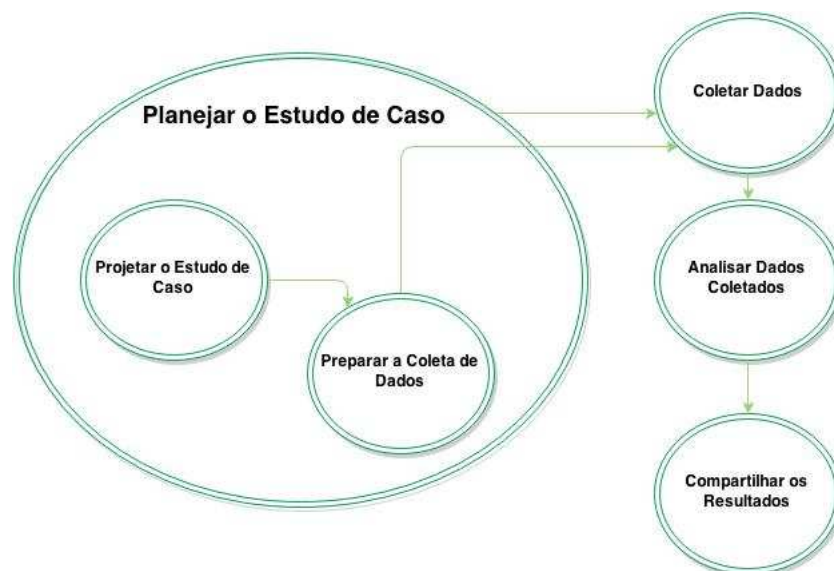 Planejar o Estudo de Caso
Projetar o Estudo de
Caso
Preparar a Coleta de
Dados
Coletar Dados
Analisar Dados
Coletados
Compartilhar os
Resultados